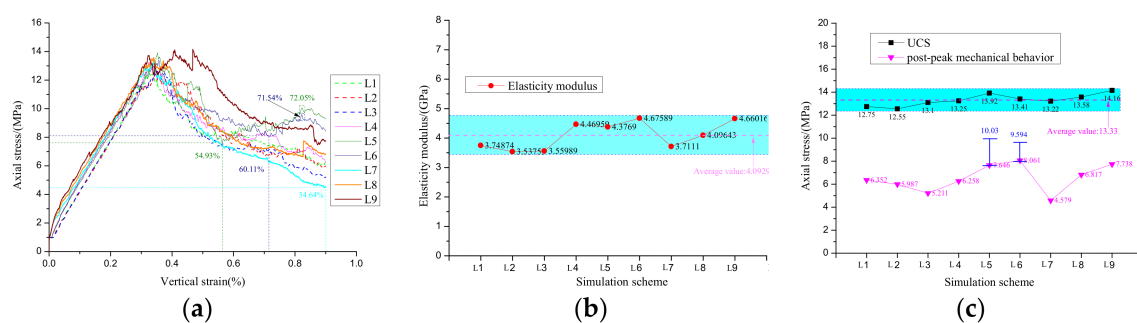 16
14
12
10
8
6
4
2
0
Axial stress/(MPa)
0.0
0.2
0.4
0.6
0.8
1.0
Vertical strain(%)
71.54%
72.05%
54.93%
60.11%
34.64%
L1
L2
L3
L4
L5
L6
L7
L8
L9
(a)
8
7
6
5
4
3
2
1
0
Elasticity modulus/(GPa)
Elasticity modulus
3.74874
3.5375
3.55989
4.46959
4.3769
4.67589
3.7111
4.09643
4.66016
Average value:4.0929
L1
L2
L3
L4
L5
L6
L7
L8
L9
Simulation scheme
(b)
20
18
16
14
12
10
8
6
4
2
0
Axial stress/(MPa)
UCS
post-peak mechanical behavior
12.75
12.55
13.1
13.25
13.41
13.22
13.58
14.16
Average value:13.33
10.03
9.594
6.352
5.987
5.211
6.258
7.646
8.061
4.579
6.817
7.738
L1
L2
L3
L4
L5
L6
L7
L8
L9
Simulation scheme
(c)